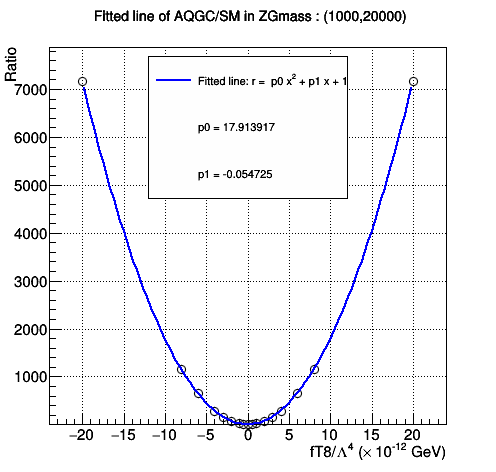 FItted line of AQGC/SM in ZGmass : (1000,20000)
Ratio
Fitted line: r = p0 x² + p1 x + 1
p0 = 17.913917
p1 = -0.054725
7000
6000
5000
4000
3000
2000
1000
−20 −15 −10 −5 0 5 10 15 20
fT8/Λ⁴ (× 10⁻¹² GeV)